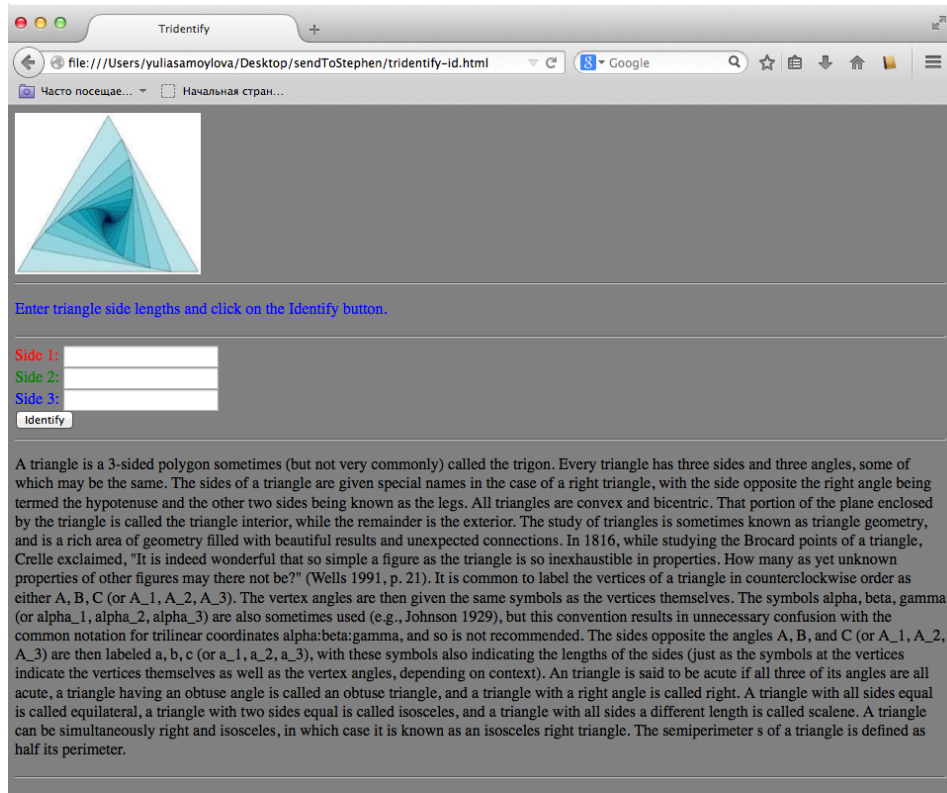 Tridentify
file:///Users/yuliasamoylova/Desktop/sendToStephen/tridentify-id.html
Google
Часто посещае...
Начальная стран...
Enter triangle side lengths and click on the Identify button.
Side 1:
Side 2:
Side 3:
Identify
A triangle is a 3-sided polygon sometimes (but not very commonly) called the trigon. Every triangle has three sides and three angles, some of
which may be the same. The sides of a triangle are given special names in the case of a right triangle, with the side opposite the right angle being
termed the hypotenuse and the other two sides being known as the legs. All triangles are convex and bicentric. That portion of the plane enclosed
by the triangle is called the triangle interior, while the remainder is the exterior. The study of triangles is sometimes known as triangle geometry,
and is a rich area of geometry filled with beautiful results and unexpected connections. In 1816, while studying the Brocard points of a triangle,
Crelle exclaimed, "It is indeed wonderful that so simple a figure as the triangle is so inexhaustible in properties. How many as yet unknown
properties of other figures may there not be?" (Wells 1991, p. 21). It is common to label the vertices of a triangle in counterclockwise order as
either A, B, C (or A_1, A_2, A_3). The vertex angles are then given the same symbols as the vertices themselves. The symbols alpha, beta, gamma
(or alpha_1, alpha_2, alpha_3) are also sometimes used (e.g., Johnson 1929), but this convention results in unnecessary confusion with the
common notation for trilinear coordinates alpha:beta:gamma, and so is not recommended. The sides opposite the angles A, B, and C (or A_1, A_2,
A_3) are then labeled a, b, c (or a_1, a_2, a_3), with these symbols also indicating the lengths of the sides (just as the symbols at the vertices
indicate the vertices themselves as well as the vertex angles, depending on context). An triangle is said to be acute if all three of its angles are all
acute, a triangle having an obtuse angle is called an obtuse triangle, and a triangle with a right angle is called right. A triangle with all sides equal
is called equilateral, a triangle with two sides equal is called isosceles, and a triangle with all sides a different length is called scalene. A triangle
can be simultaneously right and isosceles, in which case it is known as an isosceles right triangle. The semiperimeter s of a triangle is defined as
half its perimeter.